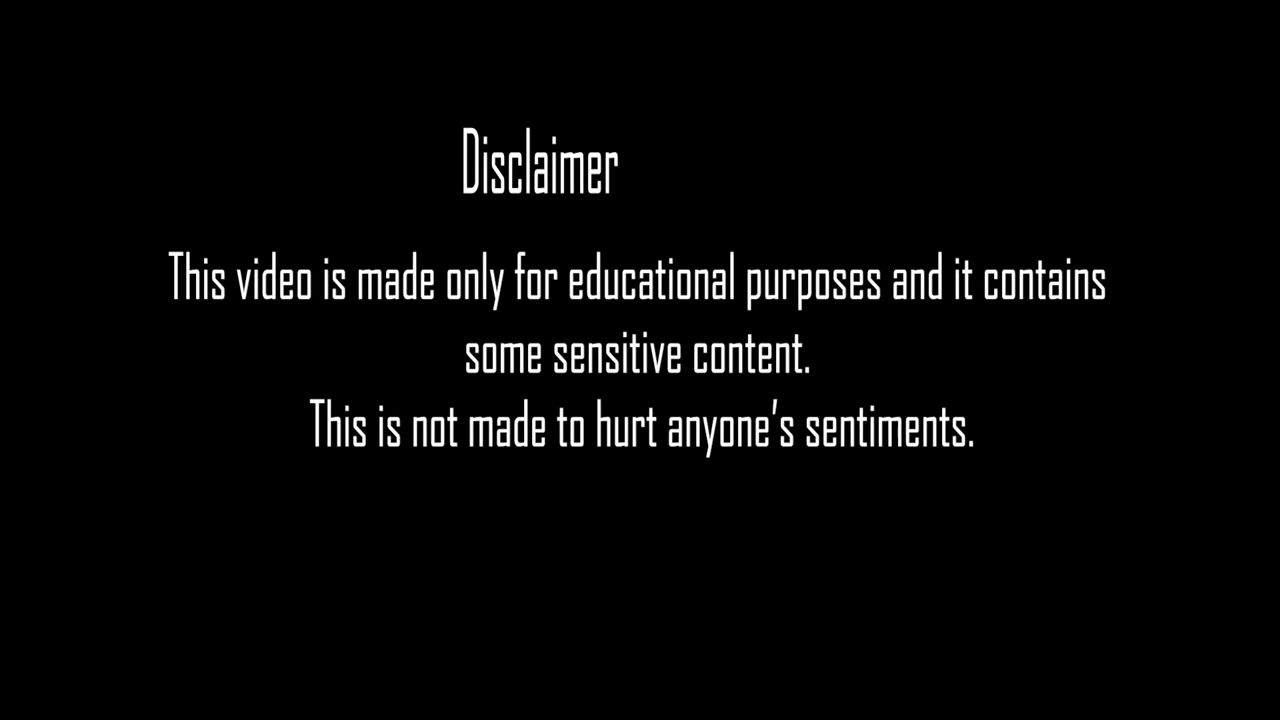 Disclaimer
This video is made only for educational purposes and it contains
some sensitive content.
This is not made to hurt anyone’s sentiments.